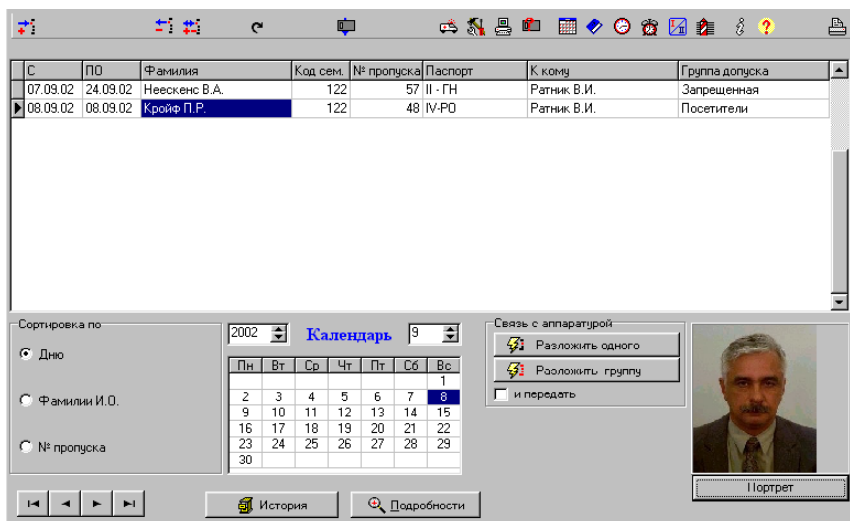 С ПО Фамилия Код сем. № пропуска Паспорт К кому Группа допуска
07.09.02 24.09.02 Неескенс В.А. 122 57 II - ГН Ратник В.И. Запрещенная
08.09.02 08.09.02 Кройф П.Р. 122 48 IV-РО Ратник В.И. Посетители
Сортировка по
Дню
Фамилии И.О.
№ пропуска
2002 Календарь 9
Пн Вт Ср Чт Пт Сб Вс
1
2 3 4 5 6 7 8
9 10 11 12 13 14 15
16 17 18 19 20 21 22
23 24 25 26 27 28 29
30
Связь с аппаратурой
Разложить одного
Разложить группу
и передать
Портрет
История Подробности